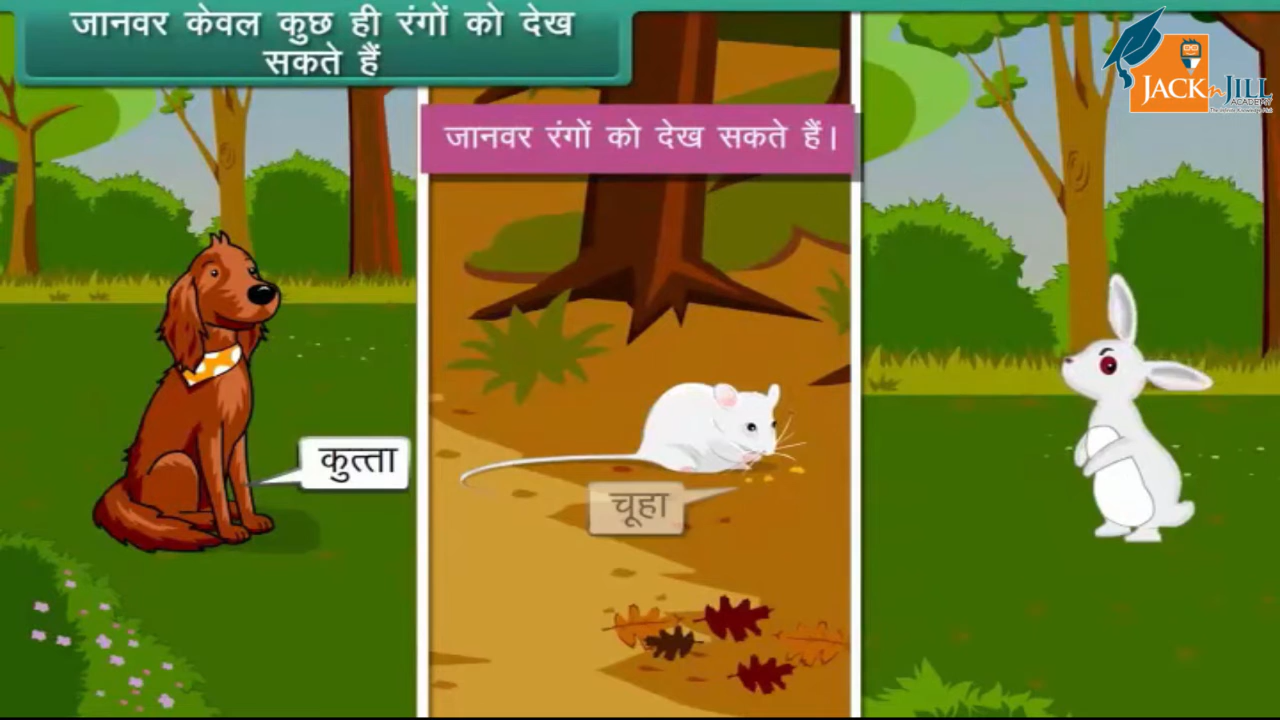 जानवर केवल कुछ ही रंगों को देख
सकते हैं
जानवर रंगों को देख सकते हैं।
कुत्ता
चूहा
JACK n JILL
ACADEMY